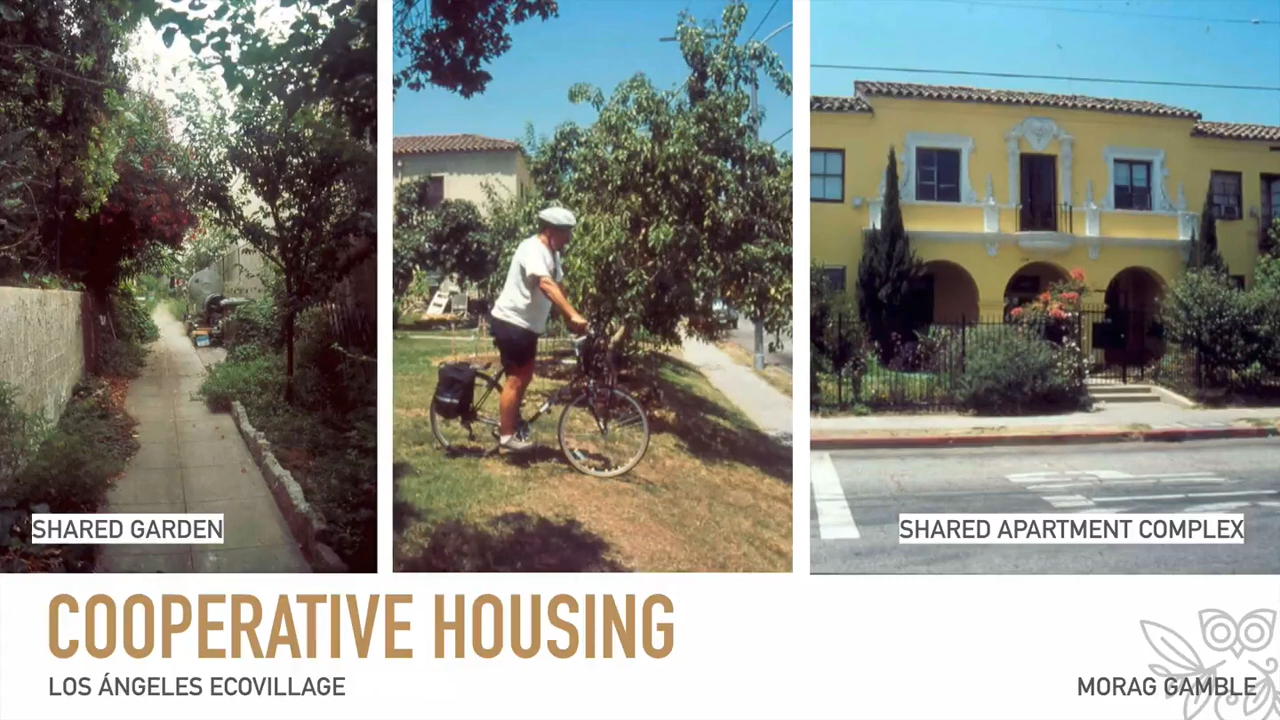 SHARED GARDEN
SHARED APARTMENT COMPLEX
COOPERATIVE HOUSING
LOS ÁNGELES ECOVILLAGE
MORAG GAMBLE